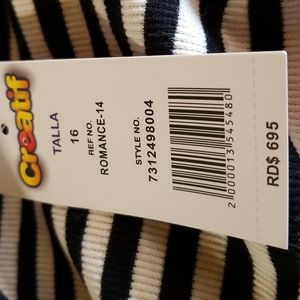 Creatif
TALLA
16
REF NO.
ROMANCE-14
STYLE NO.
7312498004
2 000013 545480
RD$ 695